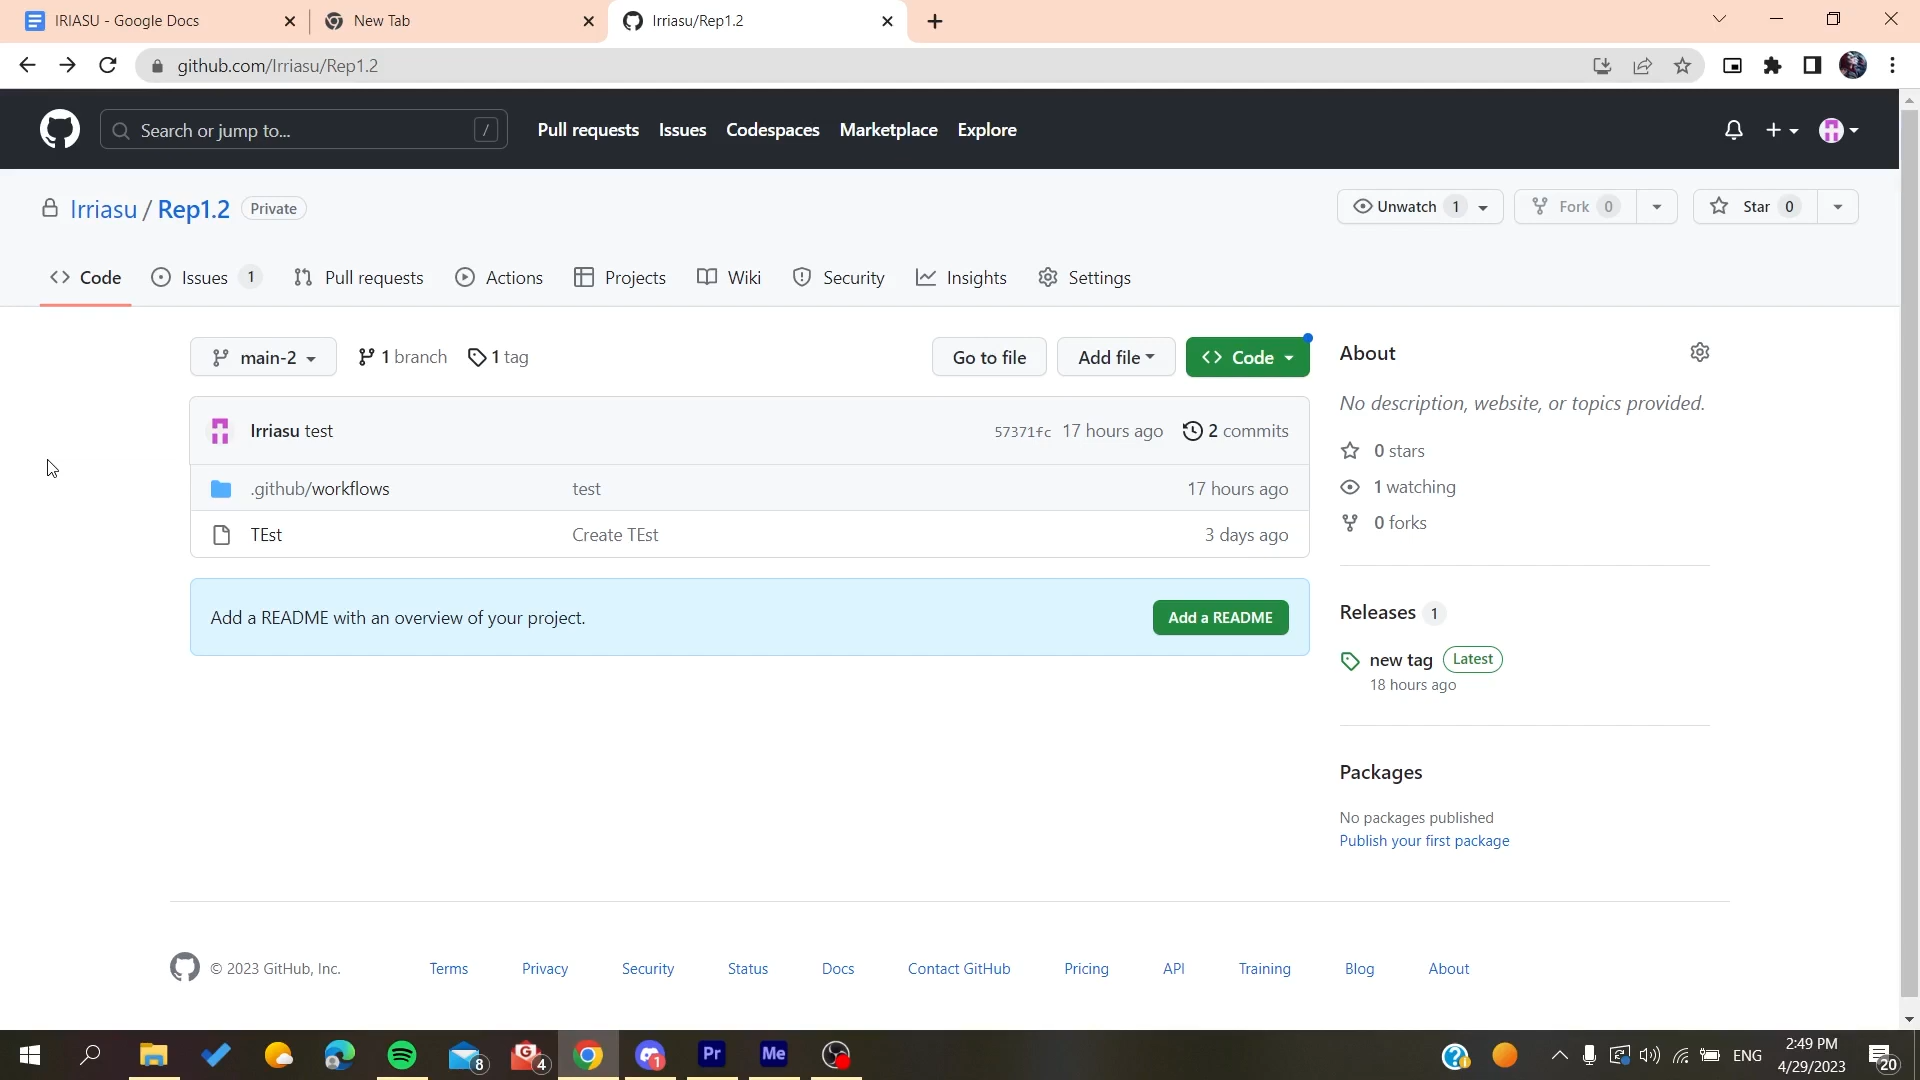 IRIASU - Google Docs
New Tab
Irriasu/Rep1.2
github.com/Irriasu/Rep1.2
Search or jump to...
/
Pull requests
Issues
Codespaces
Marketplace
Explore
Irriasu / Rep1.2
Private
Unwatch 1
Fork 0
Star 0
Code
Issues 1
Pull requests
Actions
Projects
Wiki
Security
Insights
Settings
main-2
1 branch
1 tag
Go to file
Add file
Code
About
No description, website, or topics provided.
Irriasu test
57371fc 17 hours ago
2 commits
0 stars
.github/workflows
test
17 hours ago
1 watching
TEst
Create TEst
3 days ago
0 forks
Add a README with an overview of your project.
Add a README
Releases 1
new tag Latest
18 hours ago
Packages
No packages published
Publish your first package
© 2023 GitHub, Inc.
Terms
Privacy
Security
Status
Docs
Contact GitHub
Pricing
API
Training
Blog
About
8
G 4
1
Pr
Me
ENG
2:49 PM
4/29/2023
20